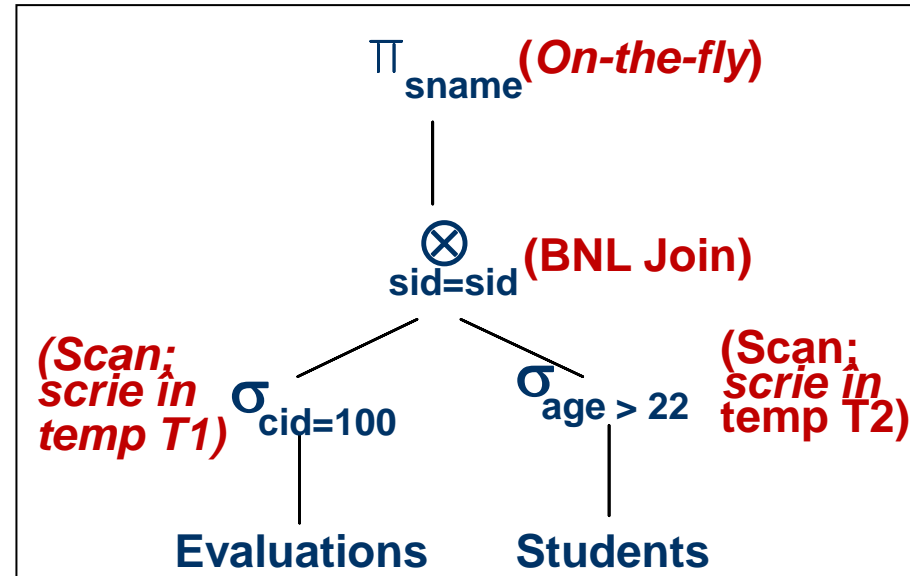 π sname (On-the-fly)
⊗ sid=sid (BNL Join)
(Scan;
scrie în
temp T1)
σ cid=100
σ age > 22
(Scan;
scrie în
temp T2)
Evaluations
Students